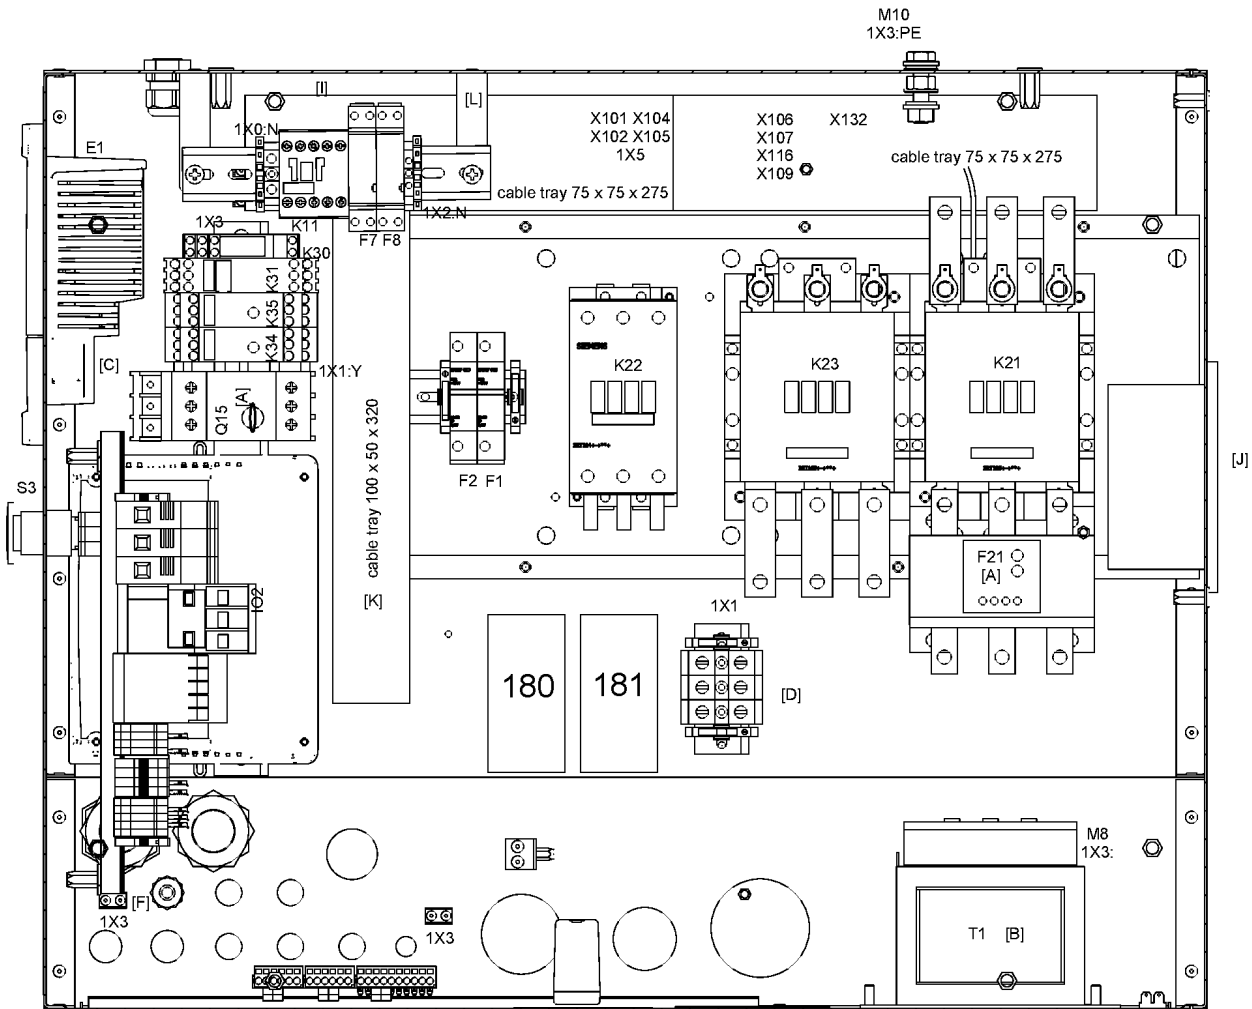 M10
1X3:PE
[I]
[L]
X101 X104
X102 X105
1X5
X106
X107
X116
X109
X132
1X0:N
E1
cable tray 75 x 75 x 275
cable tray 75 x 75 x 275
1X2:N
1X3
K11
F7 F8
K30
K31
K35
K34
[C]
1X1:Y
Q15
[A]
SIEMENS
K22
K23
K21
cable tray 100 x 50 x 320
[K]
F2 F1
[J]
S3
F21
[A]
IO2
1X1
180
181
[D]
M8
1X3:
[F]
1X3
1X3
T1 [B]